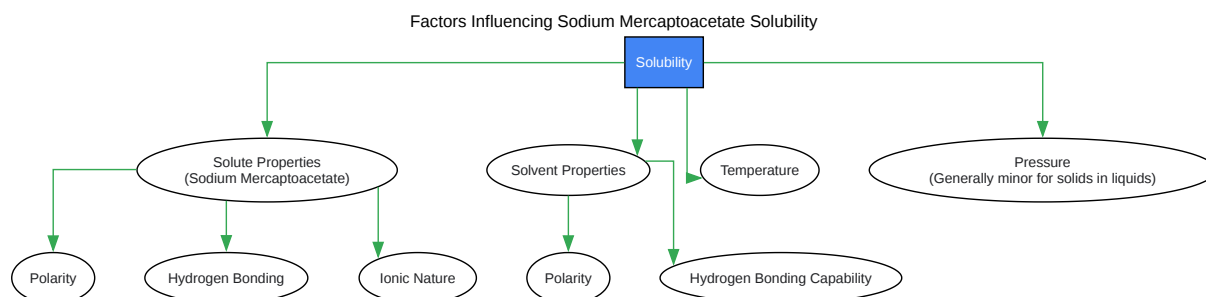 Factors Influencing Sodium Mercaptoacetate Solubility
Solubility
Solute Properties
(Sodium Mercaptoacetate)
Solvent Properties
Temperature
Pressure
(Generally minor for solids in liquids)
Polarity
Hydrogen Bonding
Ionic Nature
Polarity
Hydrogen Bonding Capability